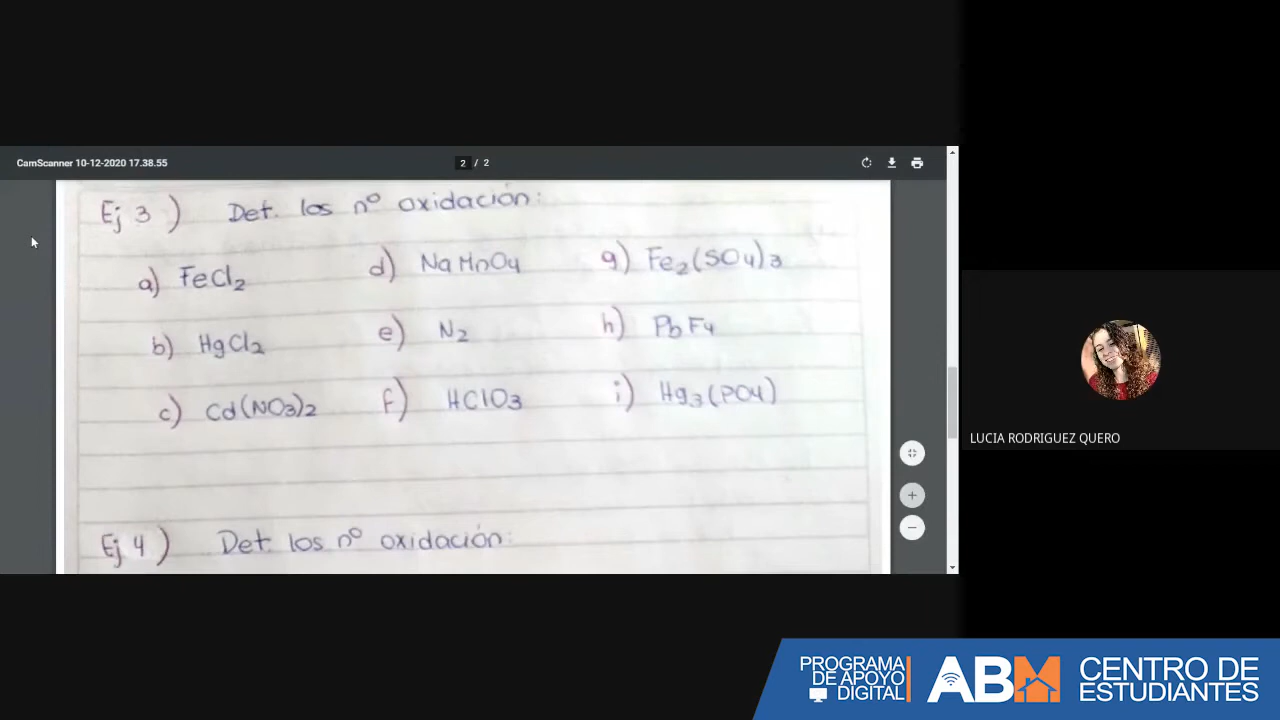 CamScanner 10-12-2020 17.38.55
2 / 2
Ej 3 ) Det. los nº oxidación:
a) FeCl2 d) NaMnO4 g) Fe2(SO4)3
b) HgCl2 e) N2 h) PbF4
c) Cd(NO3)2 f) HClO3 i) Hg3(PO4)
Ej 4 ) Det. los nº oxidación:
LUCIA RODRIGUEZ QUERO
PROGRAMA
DE APOYO
DIGITAL
ABM
CENTRO DE
ESTUDIANTES